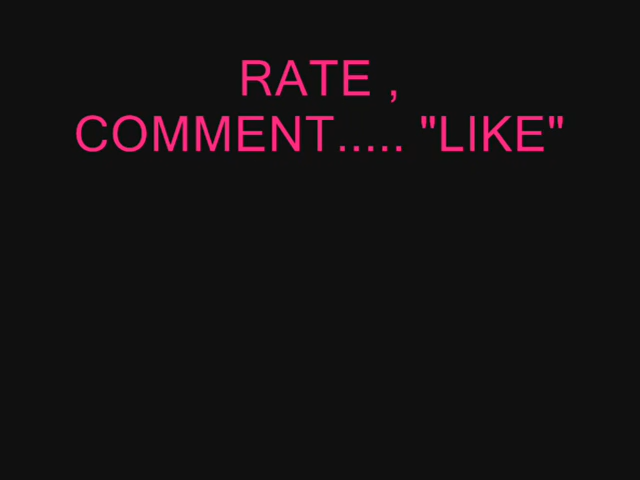 RATE ,
COMMENT..... "LIKE"